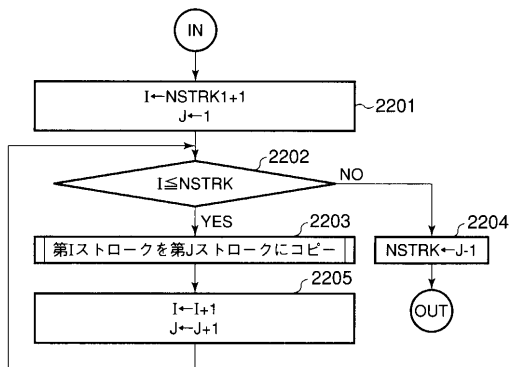 IN
I←NSTRK1+1
J←1
2201
2202
I≦NSTRK
NO
YES
2203
第Iストロークを第Jストロークにコピー
2204
NSTRK←J-1
2205
I←I+1
J←J+1
OUT